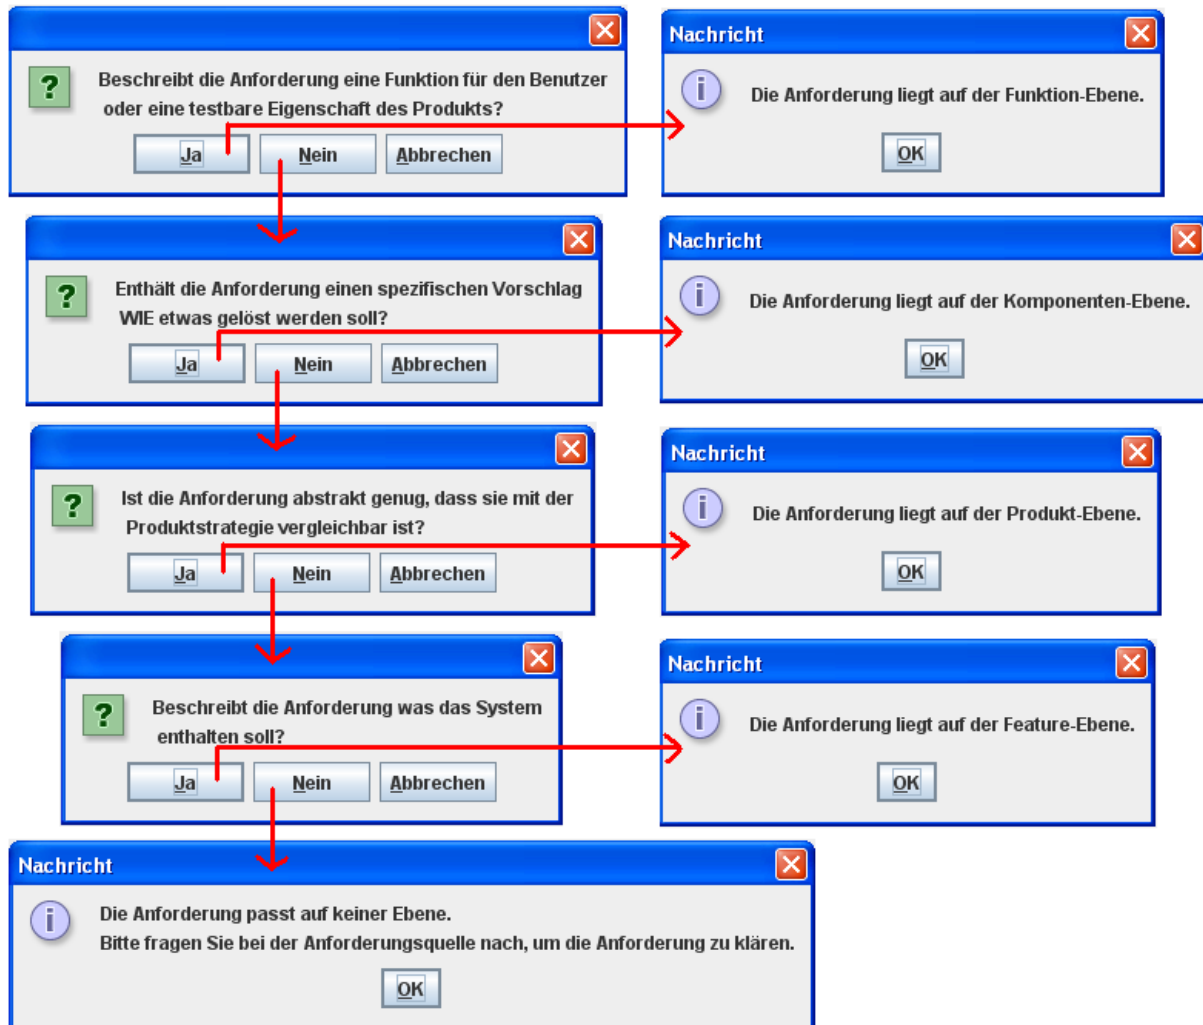 Beschreibt die Anforderung eine Funktion für den Benutzer
oder eine testbare Eigenschaft des Produkts?
Ja Nein Abbrechen
Nachricht
Die Anforderung liegt auf der Funktion-Ebene.
OK
Enthält die Anforderung einen spezifischen Vorschlag
WIE etwas gelöst werden soll?
Ja Nein Abbrechen
Nachricht
Die Anforderung liegt auf der Komponenten-Ebene.
OK
Ist die Anforderung abstrakt genug, dass sie mit der
Produktstrategie vergleichbar ist?
Ja Nein Abbrechen
Nachricht
Die Anforderung liegt auf der Produkt-Ebene.
OK
Beschreibt die Anforderung was das System
enthalten soll?
Ja Nein Abbrechen
Nachricht
Die Anforderung liegt auf der Feature-Ebene.
OK
Nachricht
Die Anforderung passt auf keiner Ebene.
Bitte fragen Sie bei der Anforderungsquelle nach, um die Anforderung zu klären.
OK